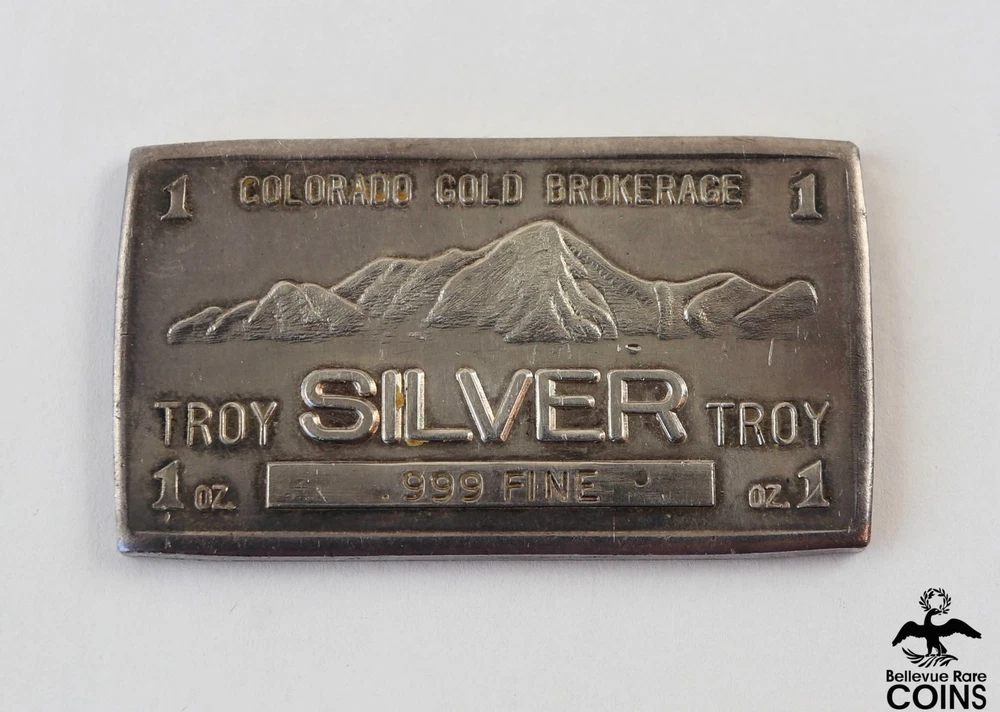 1 COLORADO GOLD BROKERAGE 1
TROY SILVER TROY
1 OZ. .999 FINE OZ. 1
Bellevue Rare
COINS